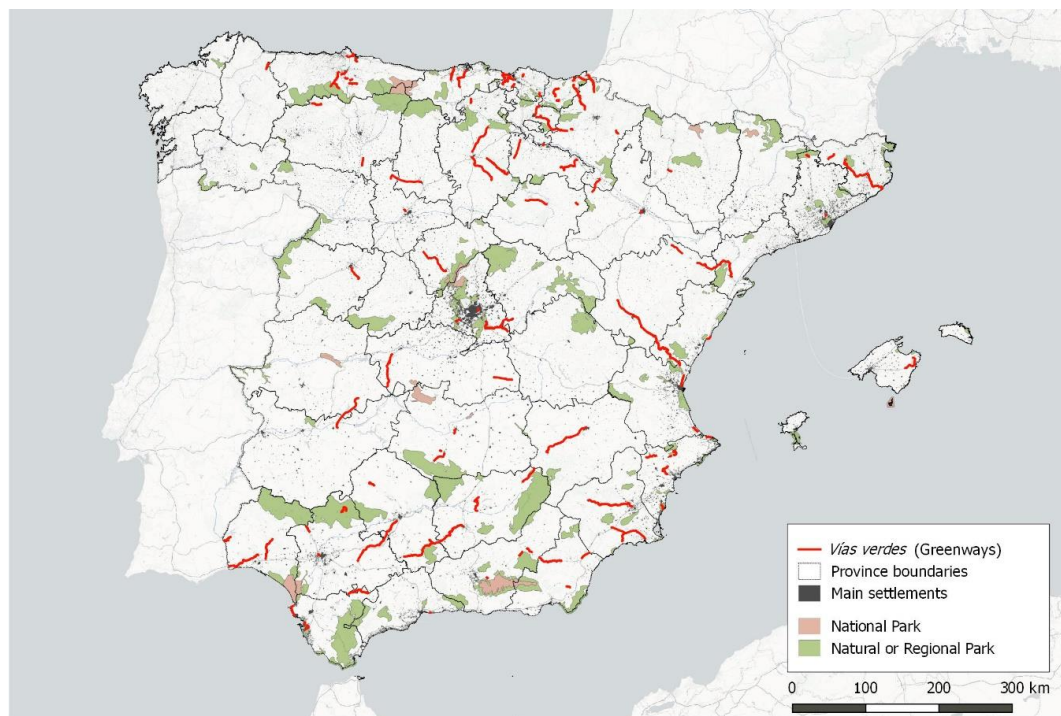 Vías verdes (Greenways)
Province boundaries
Main settlements
National Park
Natural or Regional Park
0 100 200 300 km